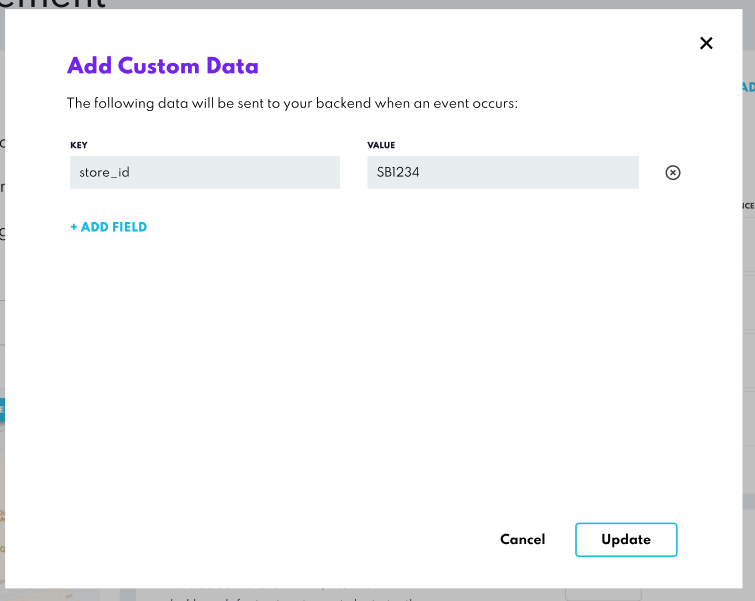 ement
Add Custom Data
The following data will be sent to your backend when an event occurs:
KEY VALUE
store_id SB1234
+ ADD FIELD
Cancel Update